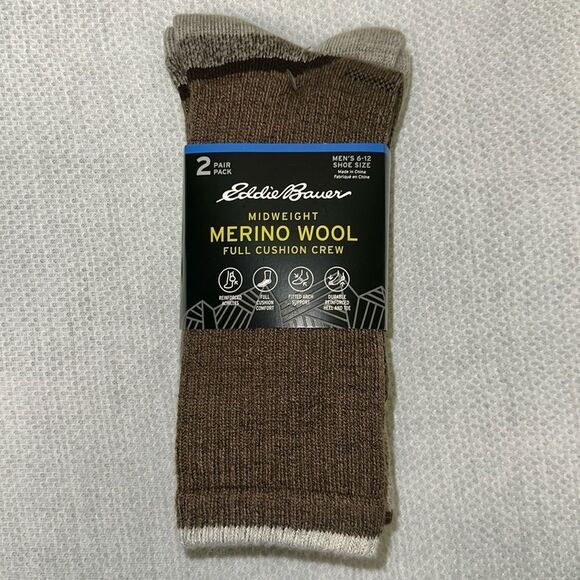 2 PAIR PACK
MEN'S 6-12
SHOE SIZE
Made in China
Fabriqué en Chine
Eddie Bauer
MIDWEIGHT
MERINO WOOL
FULL CUSHION CREW
REINFORCED
ACHILLES
FULL
CUSHION
COMFORT
FITTED ARCH
SUPPORT
DURABLE
REINFORCED
HEEL AND TOE